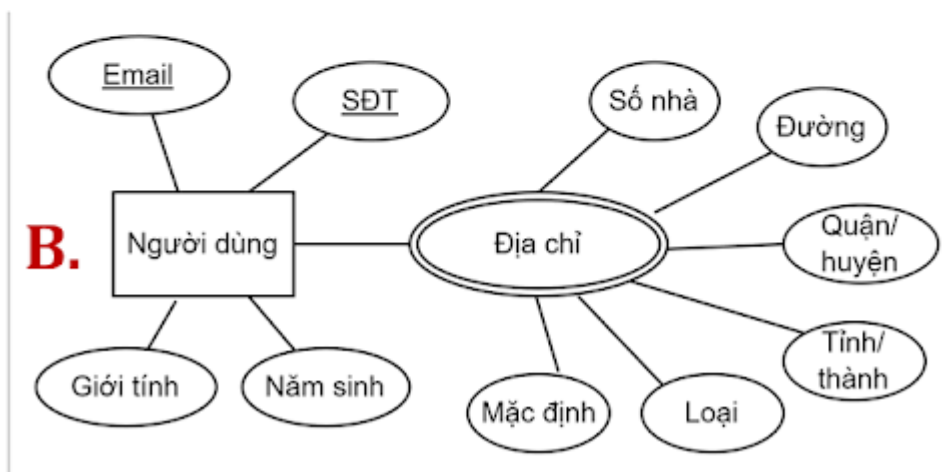 Email
SĐT
Số nhà
Đường
B.
Người dùng
Địa chỉ
Quận/
huyện
Tỉnh/
thành
Giới tính
Năm sinh
Mặc định
Loại